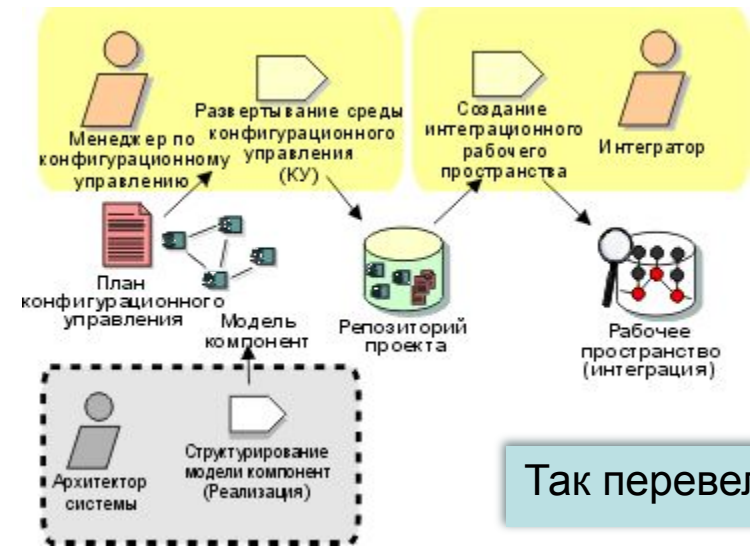 Менеджер по
конфигурационному
управлению
Развертывание среды
конфигурационного
управления
(КУ)
Создание
интеграционного
рабочего
пространства
Интегратор
План
конфигурационного
управления
Модель
компонент
Репозиторий
проекта
Рабочее
пространство
(интеграция)
Архитектор
системы
Структурирование
модели компонент
(Реализация)
Так перевел